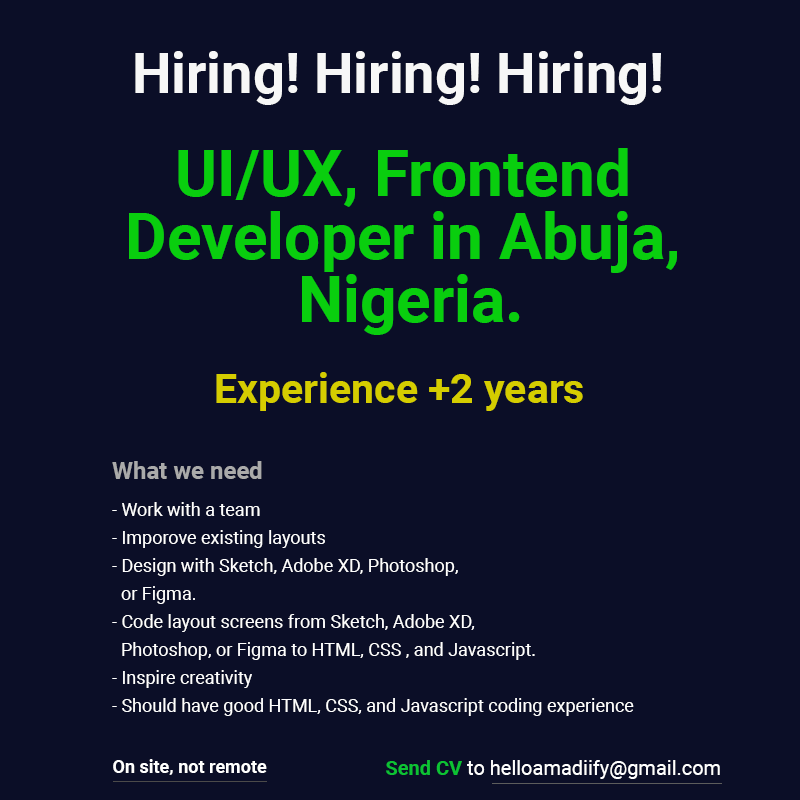 Hiring! Hiring! Hiring!
UI/UX, Frontend
Developer in Abuja,
Nigeria.
Experience +2 years
What we need
- Work with a team
- Imporove existing layouts
- Design with Sketch, Adobe XD, Photoshop,
or Figma.
- Code layout screens from Sketch, Adobe XD,
Photoshop, or Figma to HTML, CSS , and Javascript.
- Inspire creativity
- Should have good HTML, CSS, and Javascript coding experience
On site, not remote
Send CV to helloamadiify@gmail.com